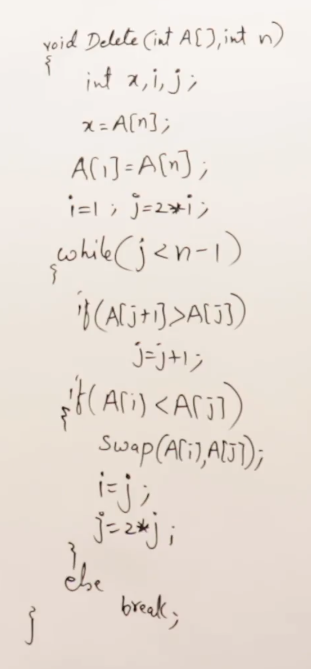 void Delete(int A[],int n)
{
int x,i,j;
x=A[n];
A[1]=A[n];
i=1; j=2*i;
while(j<n-1)
{
if(A[j+1]>A[j])
j=j+1;
if(A[i]<A[j])
{
Swap(A[i],A[j]);
i=j;
j=2*j;
}
else
break;
}